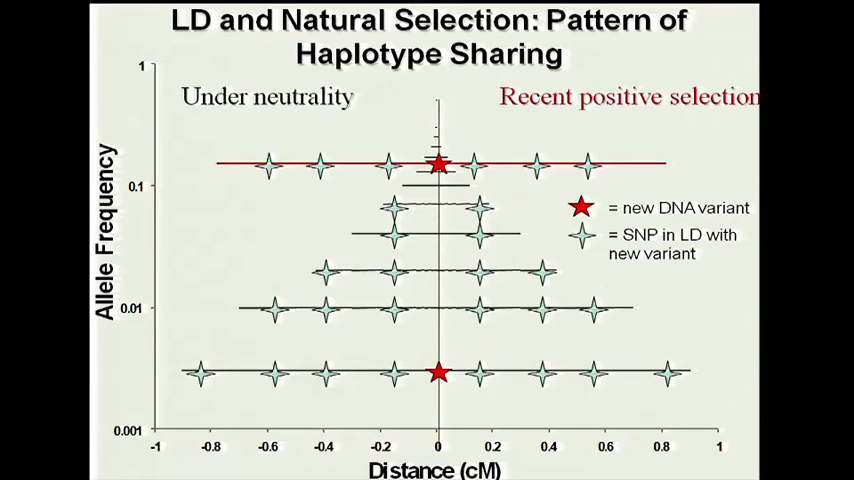 LD and Natural Selection: Pattern of
Haplotype Sharing
Under neutrality
Recent positive selection
= new DNA variant
= SNP in LD with
new variant
Allele Frequency
1
0.1
0.01
0.001
-1 -0.8 -0.6 -0.4 -0.2 0 0.2 0.4 0.6 0.8 1
Distance (cM)